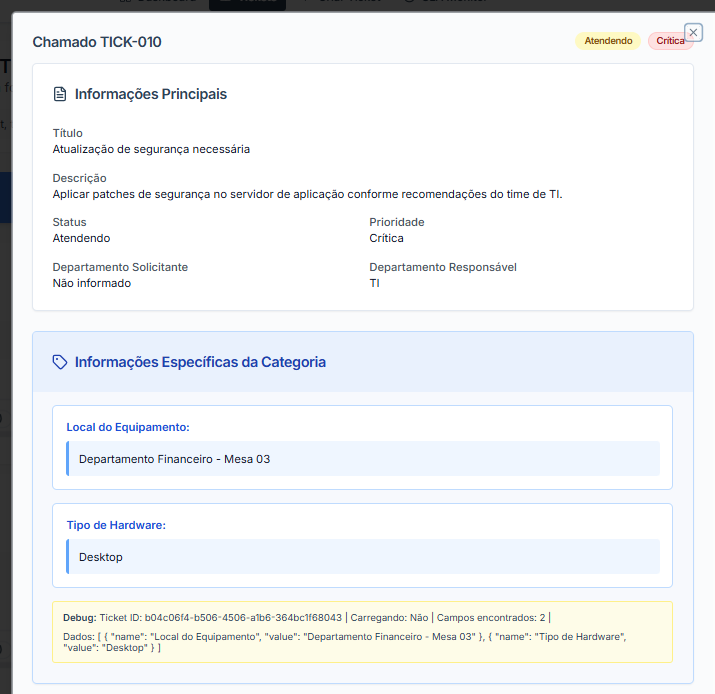 Chamado TICK-010
Atendendo
Crítica
Informações Principais
Título
Atualização de segurança necessária
Descrição
Aplicar patches de segurança no servidor de aplicação conforme recomendações do time de TI.
Status
Prioridade
Atendendo
Crítica
Departamento Solicitante
Departamento Responsável
Não informado
TI
Informações Específicas da Categoria
Local do Equipamento:
Departamento Financeiro - Mesa 03
Tipo de Hardware:
Desktop
Debug: Ticket ID: b04c06f4-b506-4506-a1b6-364bc1f68043 | Carregando: Não | Campos encontrados: 2 |
Dados: [ { "name": "Local do Equipamento", "value": "Departamento Financeiro - Mesa 03" }, { "name": "Tipo de Hardware",
"value": "Desktop" } ]